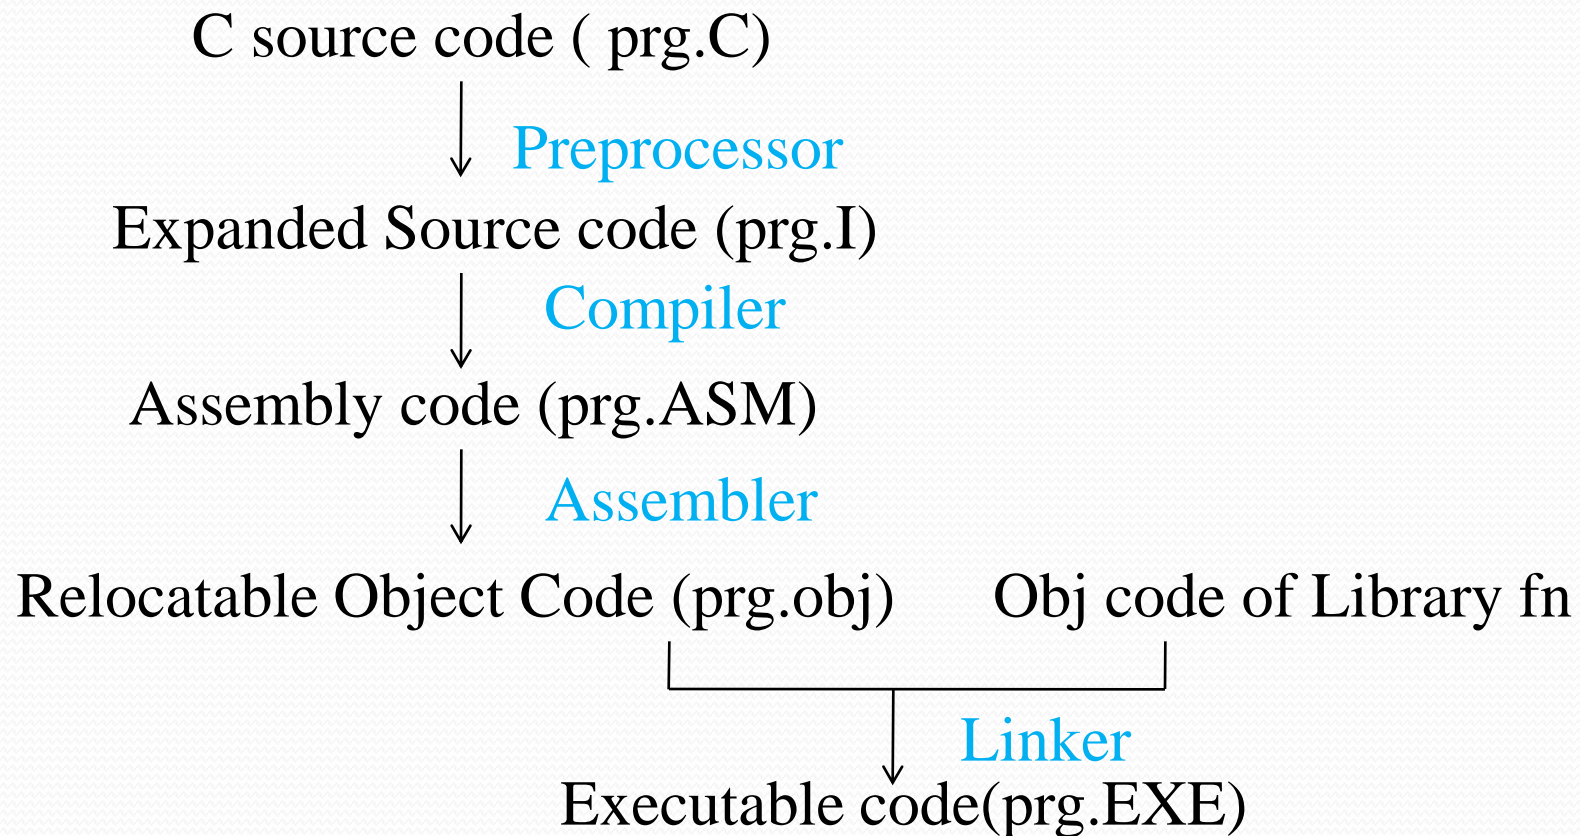 C source code ( prg.C)
Preprocessor
Expanded Source code (prg.I)
Compiler
Assembly code (prg.ASM)
Assembler
Relocatable Object Code (prg.obj) Obj code of Library fn
Linker
Executable code(prg.EXE)